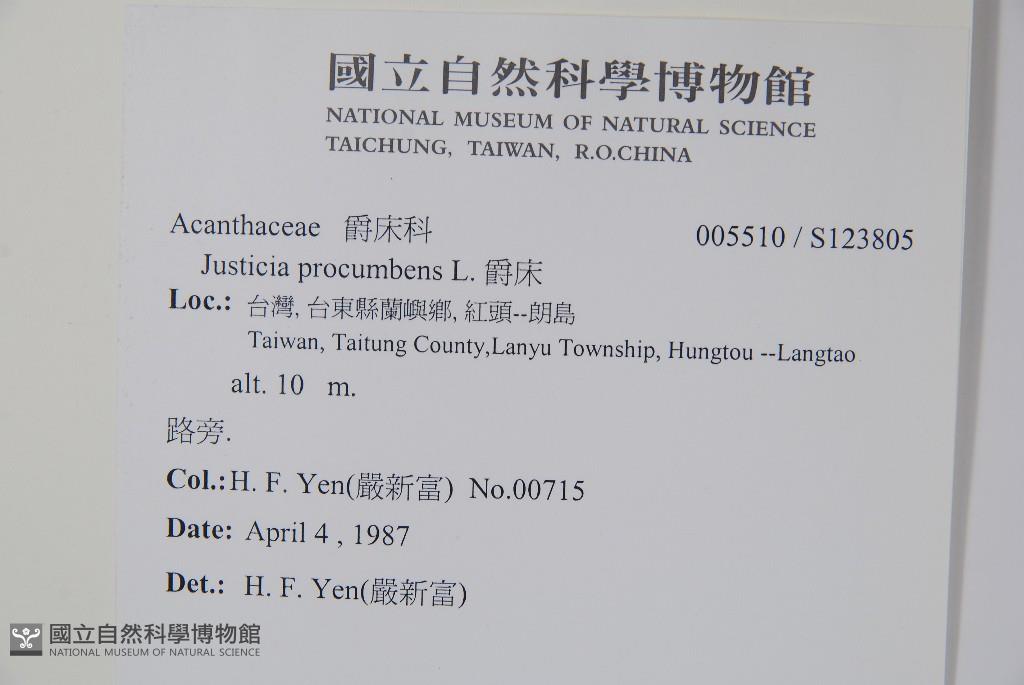 國立自然科學博物館
NATIONAL MUSEUM OF NATURAL SCIENCE
TAICHUNG, TAIWAN, R.O.CHINA
Acanthaceae 爵床科 005510 / S123805
Justicia procumbens L. 爵床
Loc.: 台灣, 台東縣蘭嶼鄉, 紅頭--朗島
Taiwan, Taitung County,Lanyu Township, Hungtou --Langtao
alt. 10 m.
路旁.
Col.: H. F. Yen(嚴新富) No.00715
Date: April 4 , 1987
Det.: H. F. Yen(嚴新富)
國立自然科學博物館
NATIONAL MUSEUM OF NATURAL SCIENCE